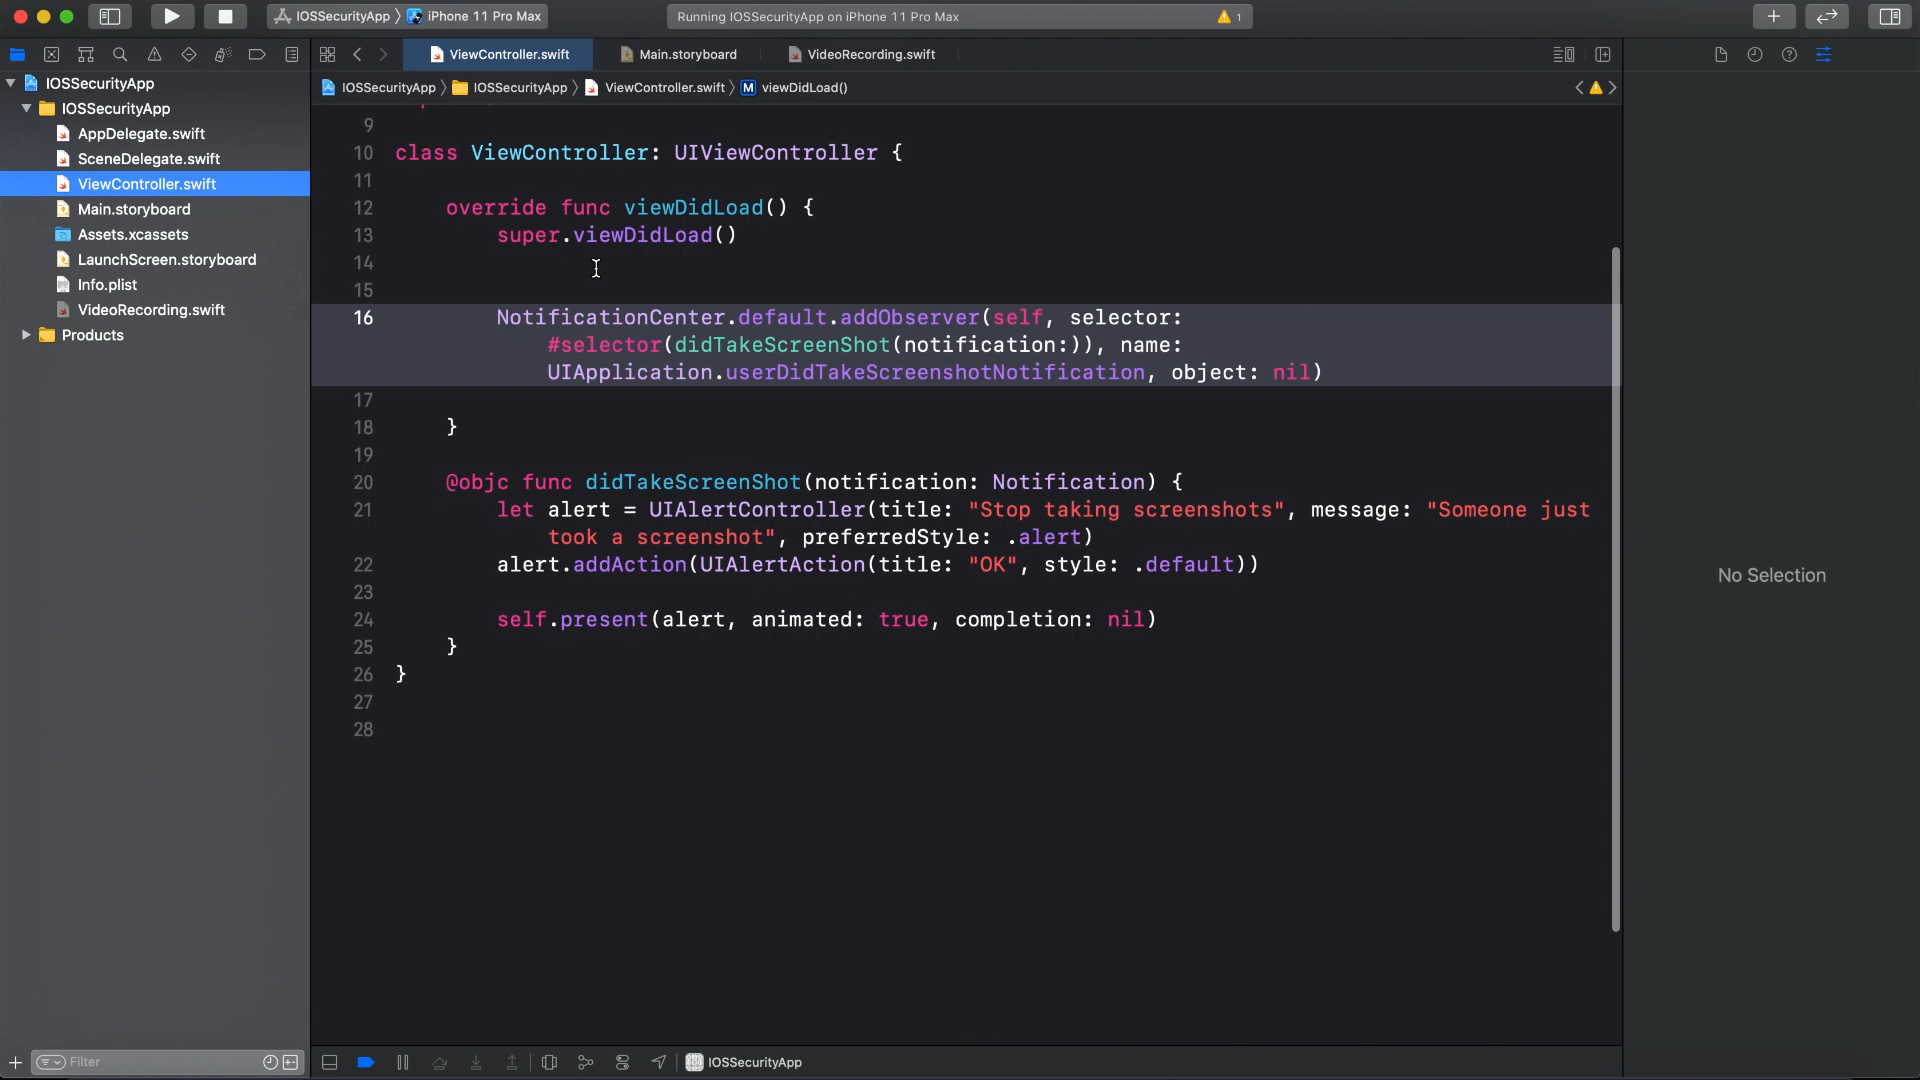 IOSSecurityApp
iPhone 11 Pro Max
Running IOSSecurityApp on iPhone 11 Pro Max
1
ViewController.swift
Main.storyboard
VideoRecording.swift
IOSSecurityApp
IOSSecurityApp
IOSSecurityApp
ViewController.swift
M viewDidLoad()
IOSSecurityApp
AppDelegate.swift
SceneDelegate.swift
ViewController.swift
Main.storyboard
Assets.xcassets
LaunchScreen.storyboard
Info.plist
VideoRecording.swift
Products
9
10 class ViewController: UIViewController {
11
12 override func viewDidLoad() {
13 super.viewDidLoad()
14
15
16 NotificationCenter.default.addObserver(self, selector:
#selector(didTakeScreenShot(notification:)), name:
UIApplication.userDidTakeScreenshotNotification, object: nil)
17
18 }
19
20 @objc func didTakeScreenShot(notification: Notification) {
21 let alert = UIAlertController(title: "Stop taking screenshots", message: "Someone just
took a screenshot", preferredStyle: .alert)
22 alert.addAction(UIAlertAction(title: "OK", style: .default))
23
24 self.present(alert, animated: true, completion: nil)
25 }
26 }
27
28
No Selection
Filter
IOSSecurityApp